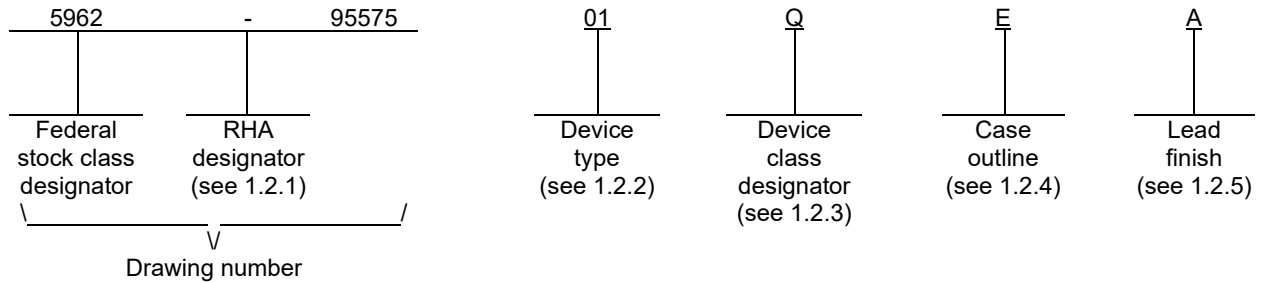 5962 - 95575 01 Q E A
Federal stock class designator
RHA designator (see 1.2.1)
Device type (see 1.2.2)
Device class designator (see 1.2.3)
Case outline (see 1.2.4)
Lead finish (see 1.2.5)
\ /
\/
Drawing number